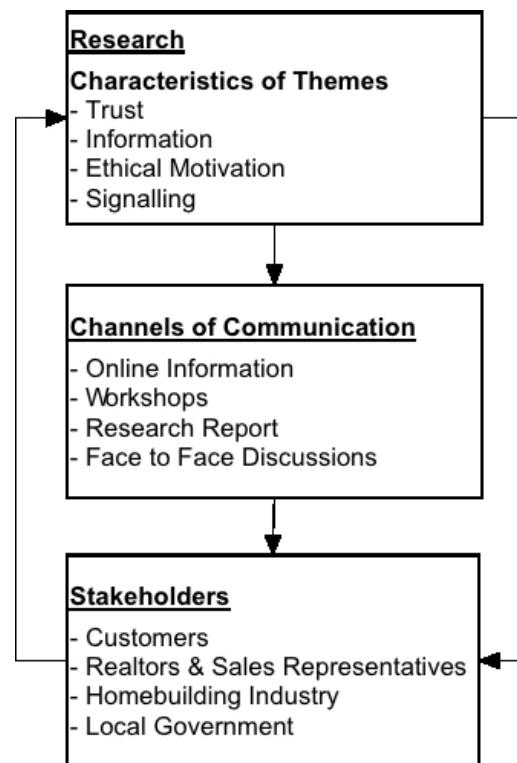 Research
Characteristics of Themes
- Trust
- Information
- Ethical Motivation
- Signalling
Channels of Communication
- Online Information
- Workshops
- Research Report
- Face to Face Discussions
Stakeholders
- Customers
- Realtors & Sales Representatives
- Homebuilding Industry
- Local Government